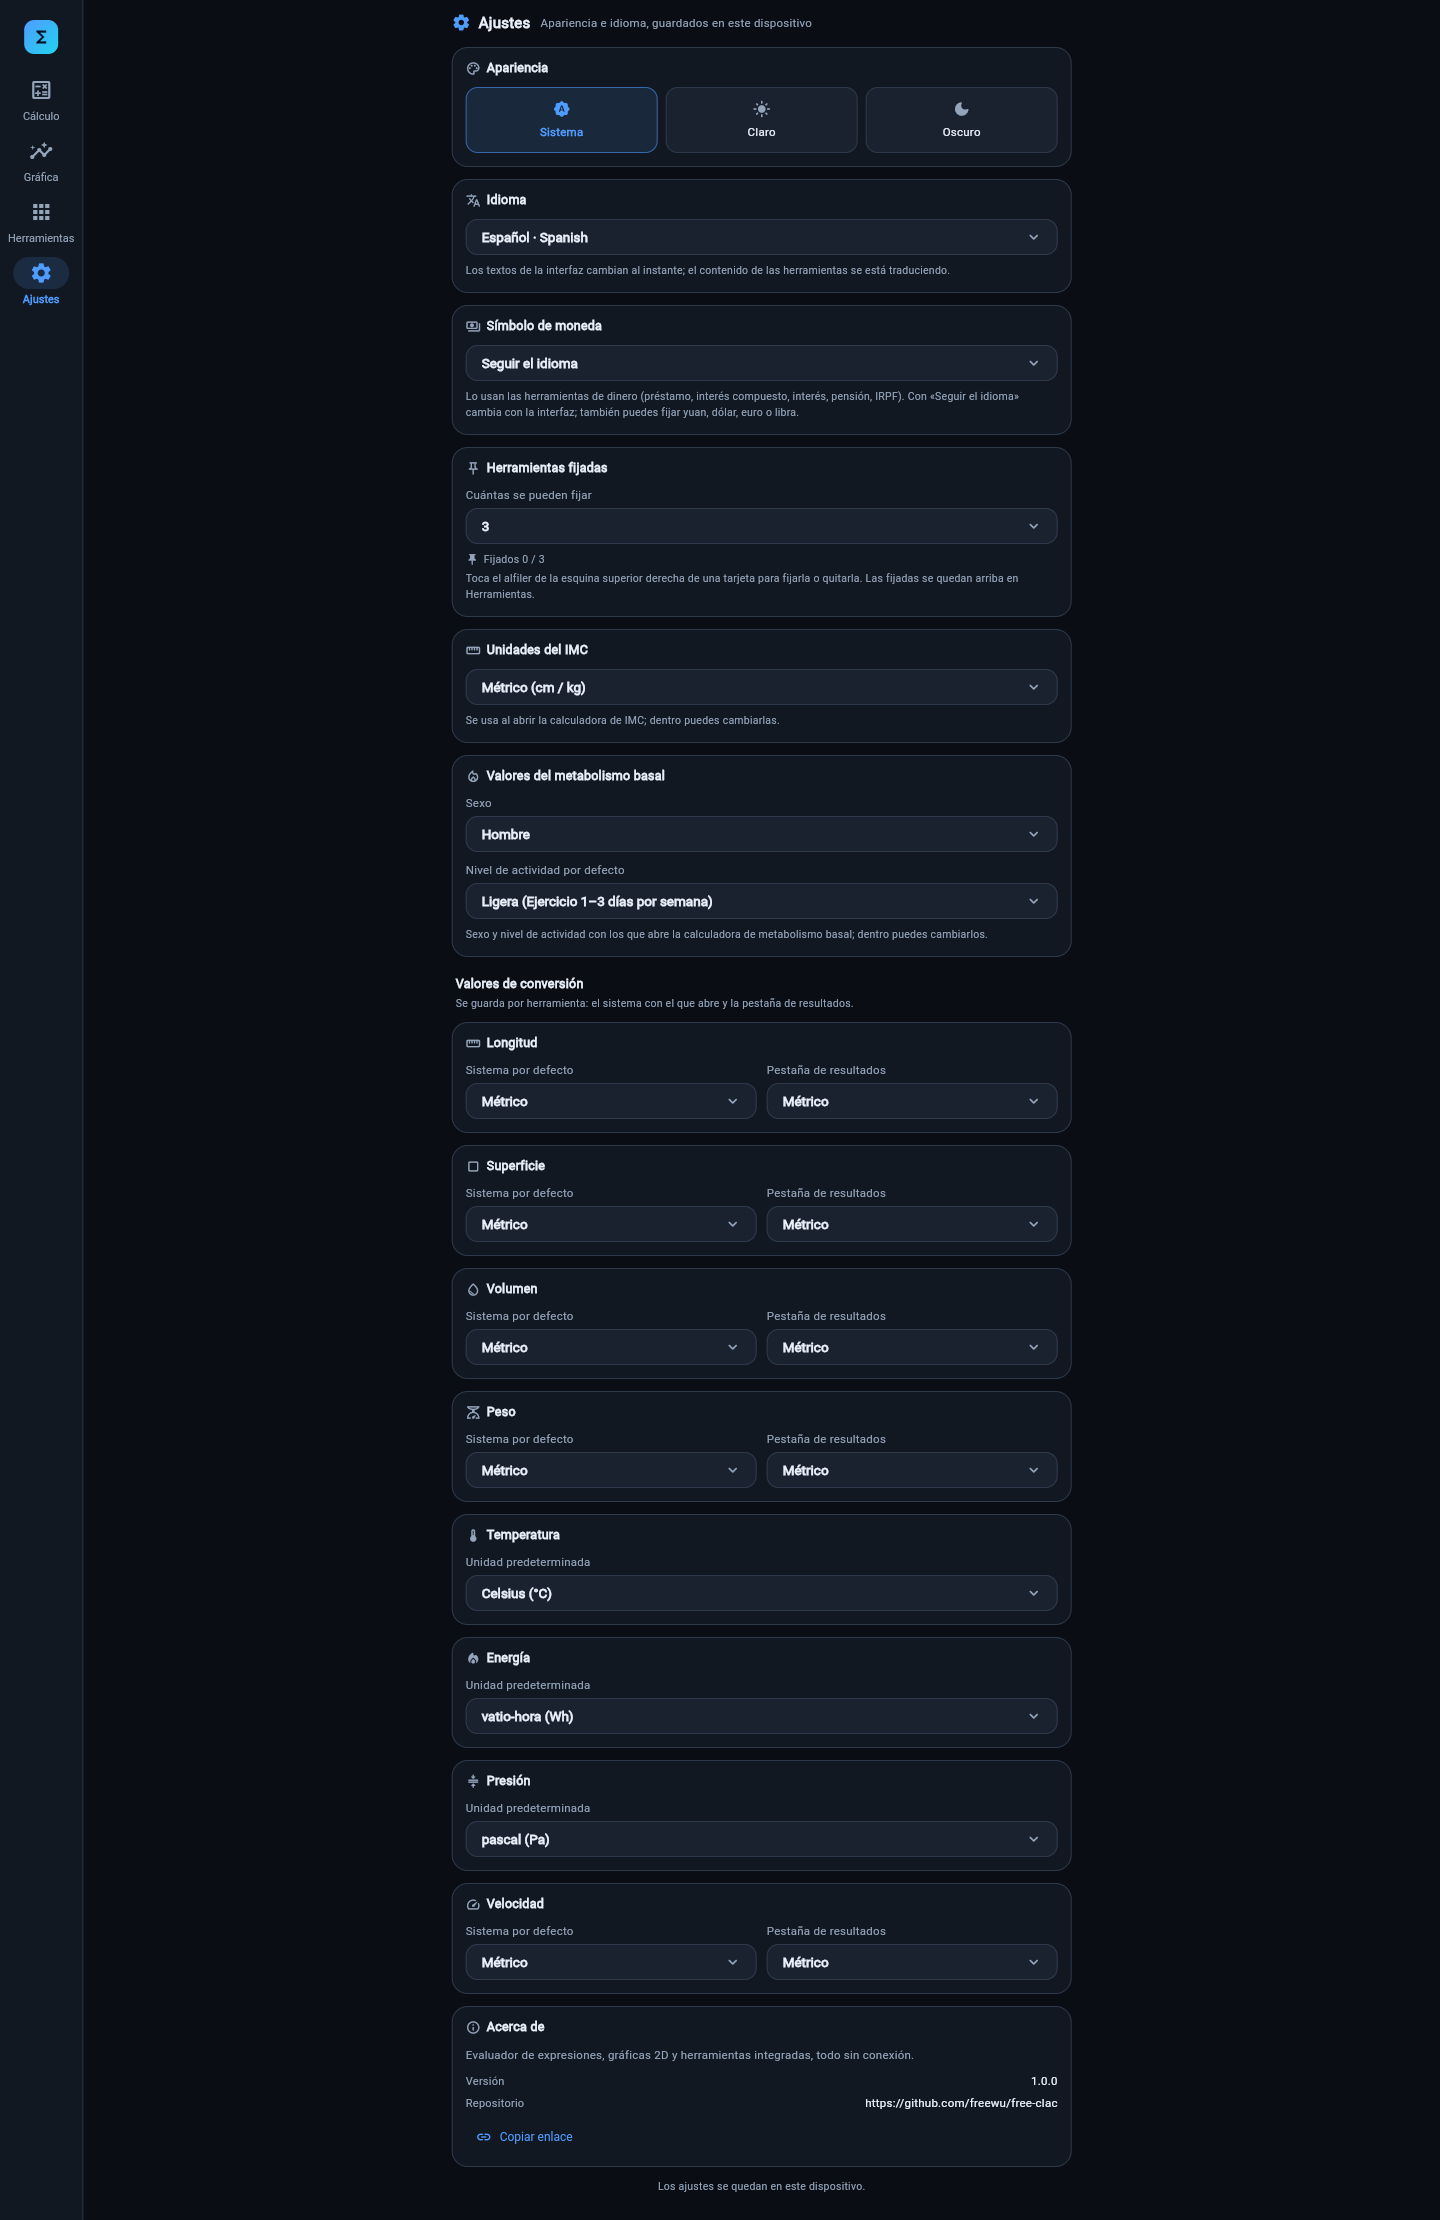 Σ
Cálculo
Gráfica
Herramientas
Ajustes
Ajustes Apariencia e idioma, guardados en este dispositivo
Apariencia
Sistema
Claro
Oscuro
Idioma
Español · Spanish
Los textos de la interfaz cambian al instante; el contenido de las herramientas se está traduciendo.
Símbolo de moneda
Seguir el idioma
Lo usan las herramientas de dinero (préstamo, interés compuesto, interés, pensión, IRPF). Con «Seguir el idioma»
cambia con la interfaz; también puedes fijar yuan, dólar, euro o libra.
Herramientas fijadas
Cuántas se pueden fijar
3
Fijados 0 / 3
Toca el alfiler de la esquina superior derecha de una tarjeta para fijarla o quitarla. Las fijadas se quedan arriba en
Herramientas.
Unidades del IMC
Métrico (cm / kg)
Se usa al abrir la calculadora de IMC; dentro puedes cambiarlas.
Valores del metabolismo basal
Sexo
Hombre
Nivel de actividad por defecto
Ligera (Ejercicio 1–3 días por semana)
Sexo y nivel de actividad con los que abre la calculadora de metabolismo basal; dentro puedes cambiarlos.
Valores de conversión
Se guarda por herramienta: el sistema con el que abre y la pestaña de resultados.
Longitud
Sistema por defecto Pestaña de resultados
Métrico Métrico
Superficie
Sistema por defecto Pestaña de resultados
Métrico Métrico
Volumen
Sistema por defecto Pestaña de resultados
Métrico Métrico
Peso
Sistema por defecto Pestaña de resultados
Métrico Métrico
Temperatura
Unidad predeterminada
Celsius (°C)
Energía
Unidad predeterminada
vatio-hora (Wh)
Presión
Unidad predeterminada
pascal (Pa)
Velocidad
Sistema por defecto Pestaña de resultados
Métrico Métrico
Acerca de
Evaluador de expresiones, gráficas 2D y herramientas integradas, todo sin conexión.
Versión 1.0.0
Repositorio https://github.com/freewu/free-clac
Copiar enlace
Los ajustes se quedan en este dispositivo.